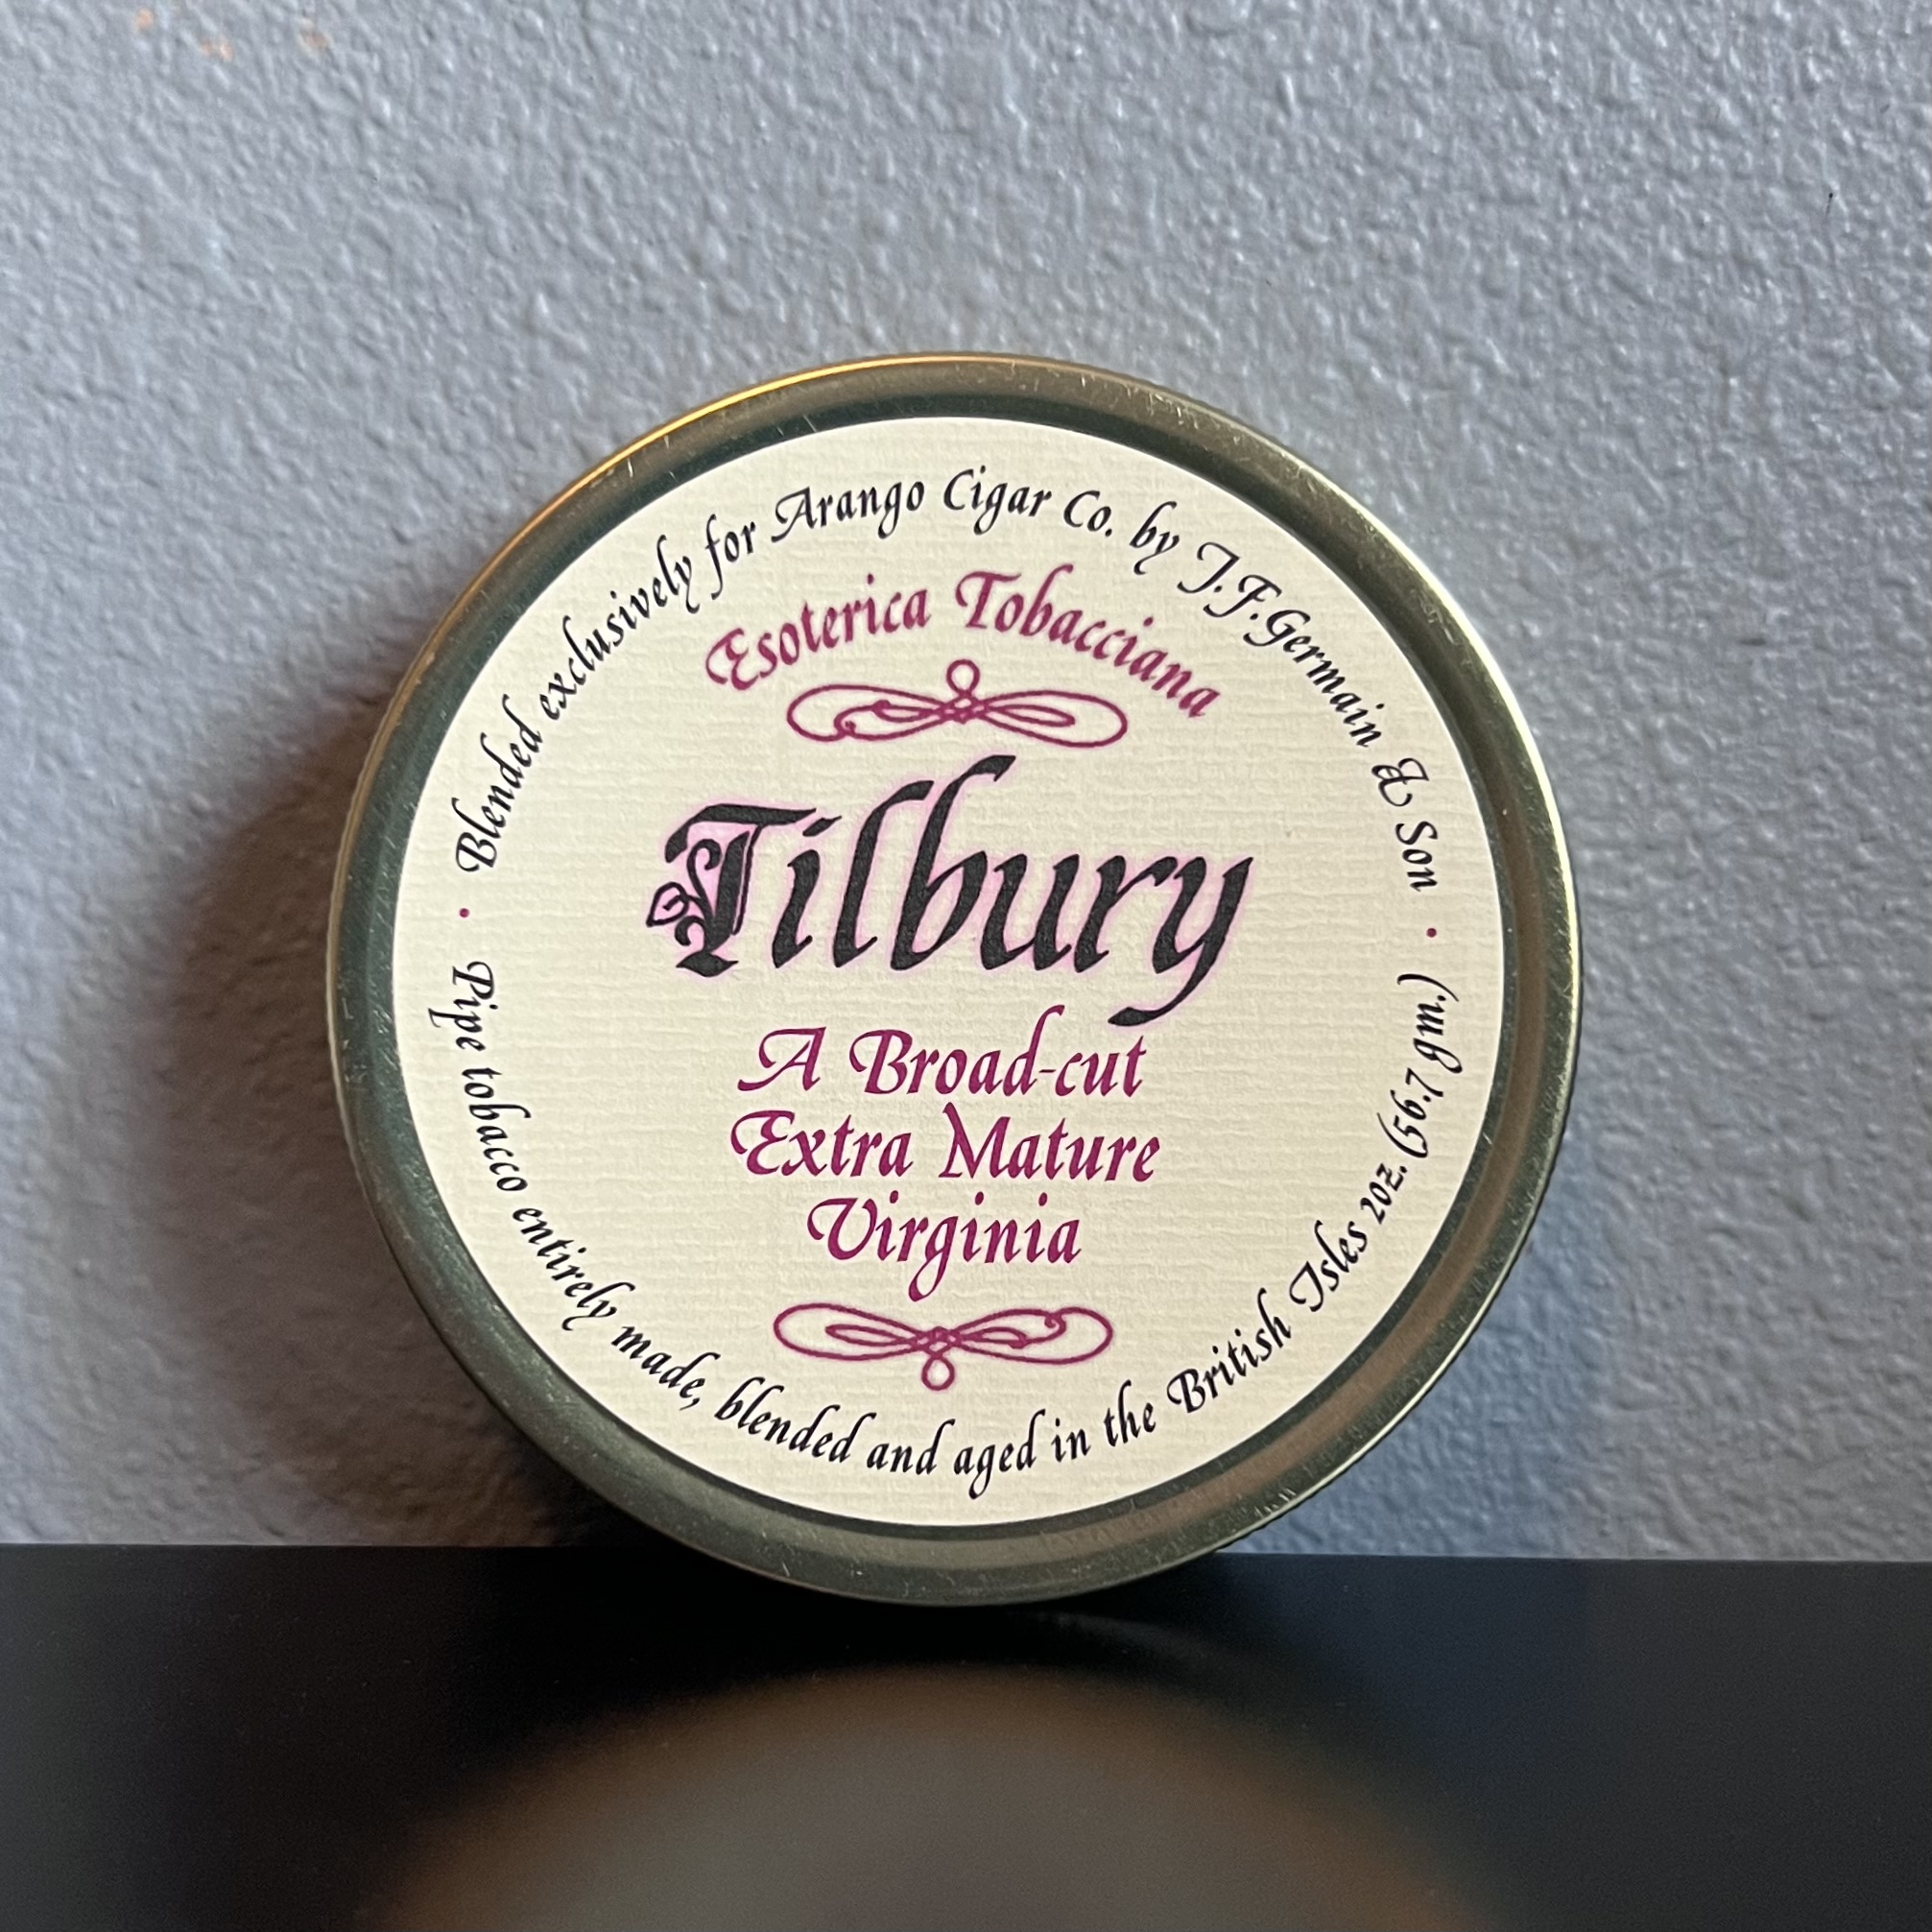 • Blended exclusively for Arango Cigar Co. by J.F. Germain & Son •
Esoterica Tobacciana
Tilbury
A Broad-cut
Extra Mature
Virginia
Pipe tobacco entirely made, blended and aged in the British Isles 2oz. (56.7 gm.)